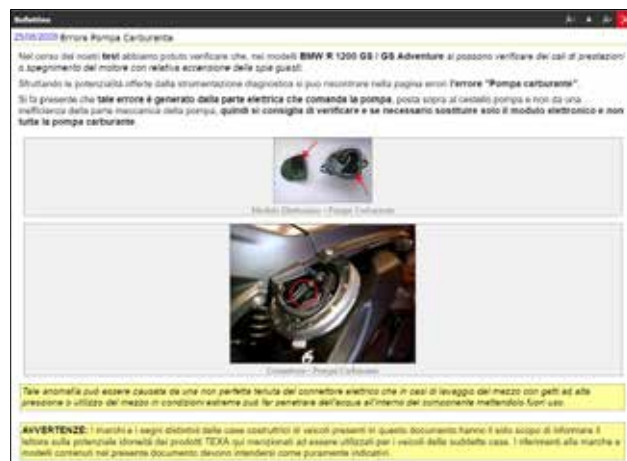 Bollettino
25/06/2009 Errore Pompa Carburante
Nel corso dei nostri test abbiamo potuto verificare che, nei modelli BMW R 1200 GS / GS Adventure si possono verificare dei cali di prestazioni
o spegnimento del motore con relativa accensione della spia guasti.
Sfruttando le potenzialità offerte dalla strumentazione diagnostica si può riscontrare nella pagina errori l'errore "Pompa carburante".
Si fa presente che tale errore è generato dalla parte elettrica che comanda la pompa, posta sopra al cestello pompa e non da una
inefficienza della parte meccanica della pompa, quindi si consiglia di verificare e se necessario sostituire solo il modulo elettronico e non
tutta la pompa carburante
Modulo Elettronico - Pompa Carburante
Connettore - Pompa Carburante
Tale anomalia può essere causata da una non perfetta tenuta del connettore elettrico che in casi di lavaggio del mezzo con getti ad alta
pressione o utilizzo del mezzo in condizioni estreme può far penetrare dell'acqua all'interno del componente mettendolo fuori uso.
AVVERTENZE: I marchi e i segni distintivi delle case costruttrici di veicoli presenti in questo documento hanno il solo scopo di informare il
lettore sulla potenziale idoneità dei prodotti TEXA qui menzionati ad essere utilizzati per i veicoli delle suddette case. I riferimenti alle marche e
modelli contenuti nel presente documento devono intendersi come puramente indicativi.